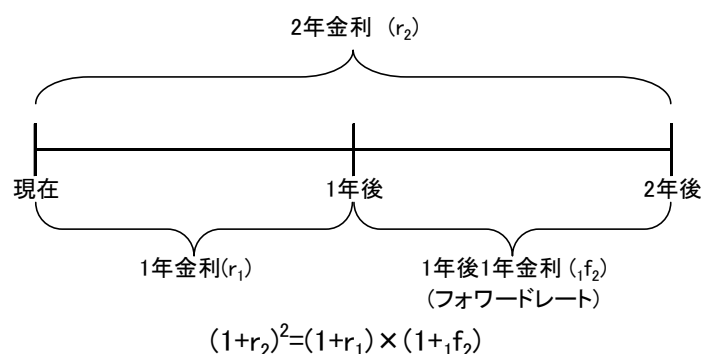 2年金利 (r₂)
現在
1年後
2年後
1年金利(r₁)
1年後1年金利 (₁f₂)
(フォワードレート)
(1+r₂)²=(1+r₁)×(1+₁f₂)